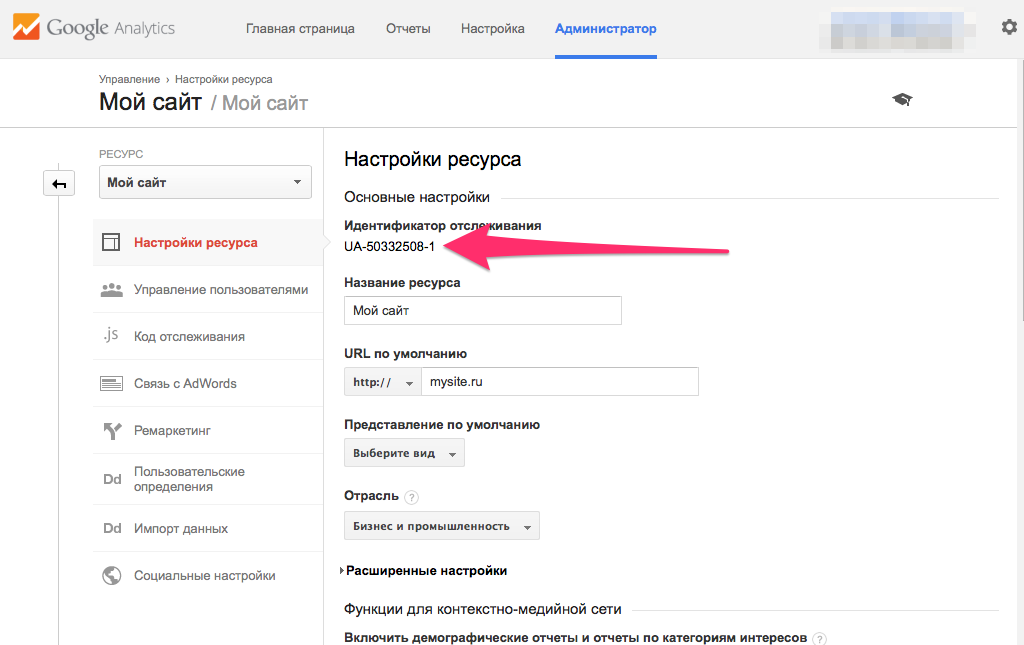 Google Analytics
Главная страница Отчеты Настройка Администратор
Управление › Настройки ресурса
Мой сайт / Мой сайт
РЕСУРС
Мой сайт
Настройки ресурса
Управление пользователями
.js Код отслеживания
Связь с AdWords
Ремаркетинг
Dd Пользовательские
определения
Dd Импорт данных
Социальные настройки
Настройки ресурса
Основные настройки
Идентификатор отслеживания
UA-50332508-1
Название ресурса
Мой сайт
URL по умолчанию
http:// mysite.ru
Представление по умолчанию
Выберите вид
Отрасль ?
Бизнес и промышленность
Расширенные настройки
Функции для контекстно-медийной сети
Включить демографические отчеты и отчеты по категориям интересов ?